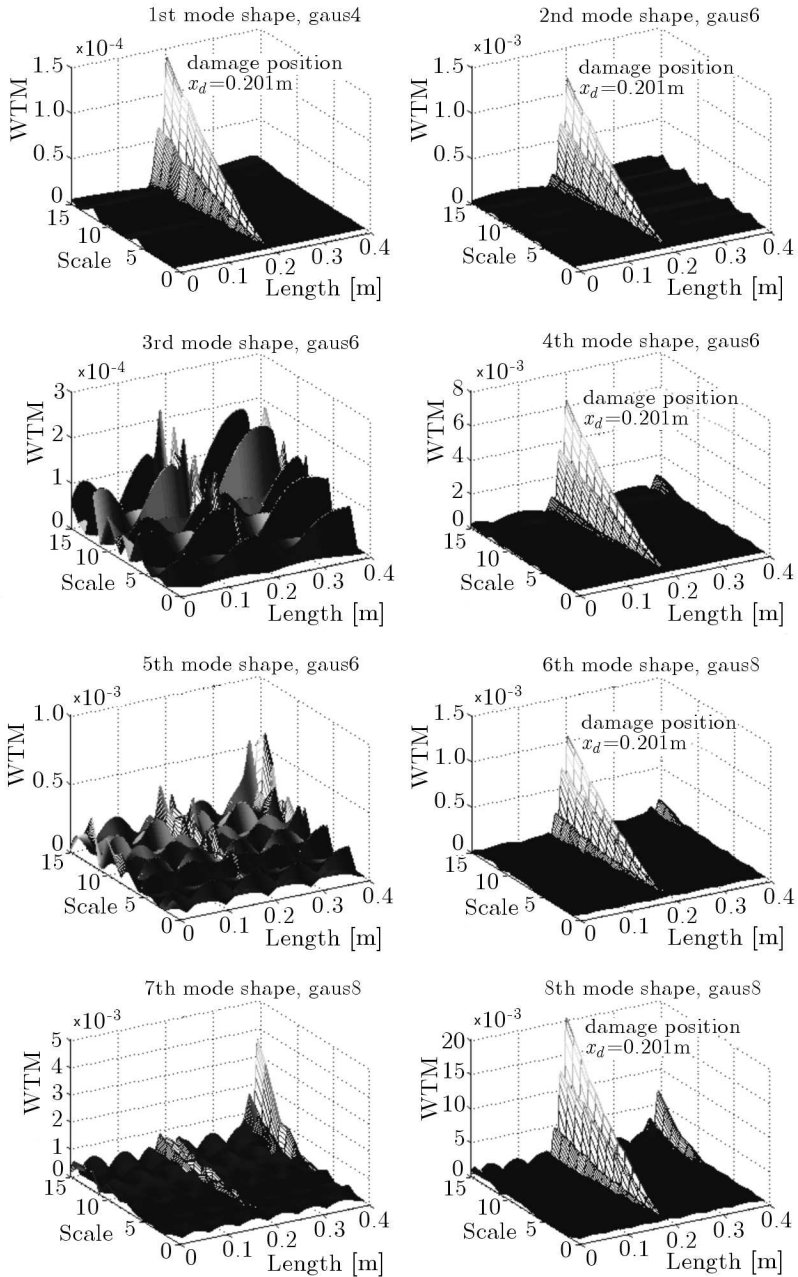 1st mode shape, gaus4
×10⁻⁴
damage position
x_d=0.201m
WTM
1.5
1.0
0.5
0
15
10
5
0
Scale
0
0.1
0.2
0.3
0.4
Length [m]
2nd mode shape, gaus6
×10⁻³
damage position
x_d=0.201m
WTM
1.5
1.0
0.5
0
15
10
5
0
Scale
0
0.1
0.2
0.3
0.4
Length [m]
3rd mode shape, gaus6
×10⁻⁴
WTM
3
2
1
0
15
10
5
0
Scale
0
0.1
0.2
0.3
0.4
Length [m]
4th mode shape, gaus6
×10⁻³
damage position
x_d=0.201m
WTM
8
6
4
2
0
15
10
5
0
Scale
0
0.1
0.2
0.3
0.4
Length [m]
5th mode shape, gaus6
×10⁻³
WTM
1.0
0.5
0
15
10
5
0
Scale
0
0.1
0.2
0.3
0.4
Length [m]
6th mode shape, gaus8
×10⁻³
damage position
x_d=0.201m
WTM
1.5
1.0
0.5
0
15
10
5
0
Scale
0
0.1
0.2
0.3
0.4
Length [m]
7th mode shape, gaus8
×10⁻³
WTM
5
4
3
2
1
0
15
10
5
0
Scale
0
0.1
0.2
0.3
0.4
Length [m]
8th mode shape, gaus8
×10⁻³
damage position
x_d=0.201m
WTM
20
15
10
5
0
15
10
5
0
Scale
0
0.1
0.2
0.3
0.4
Length [m]